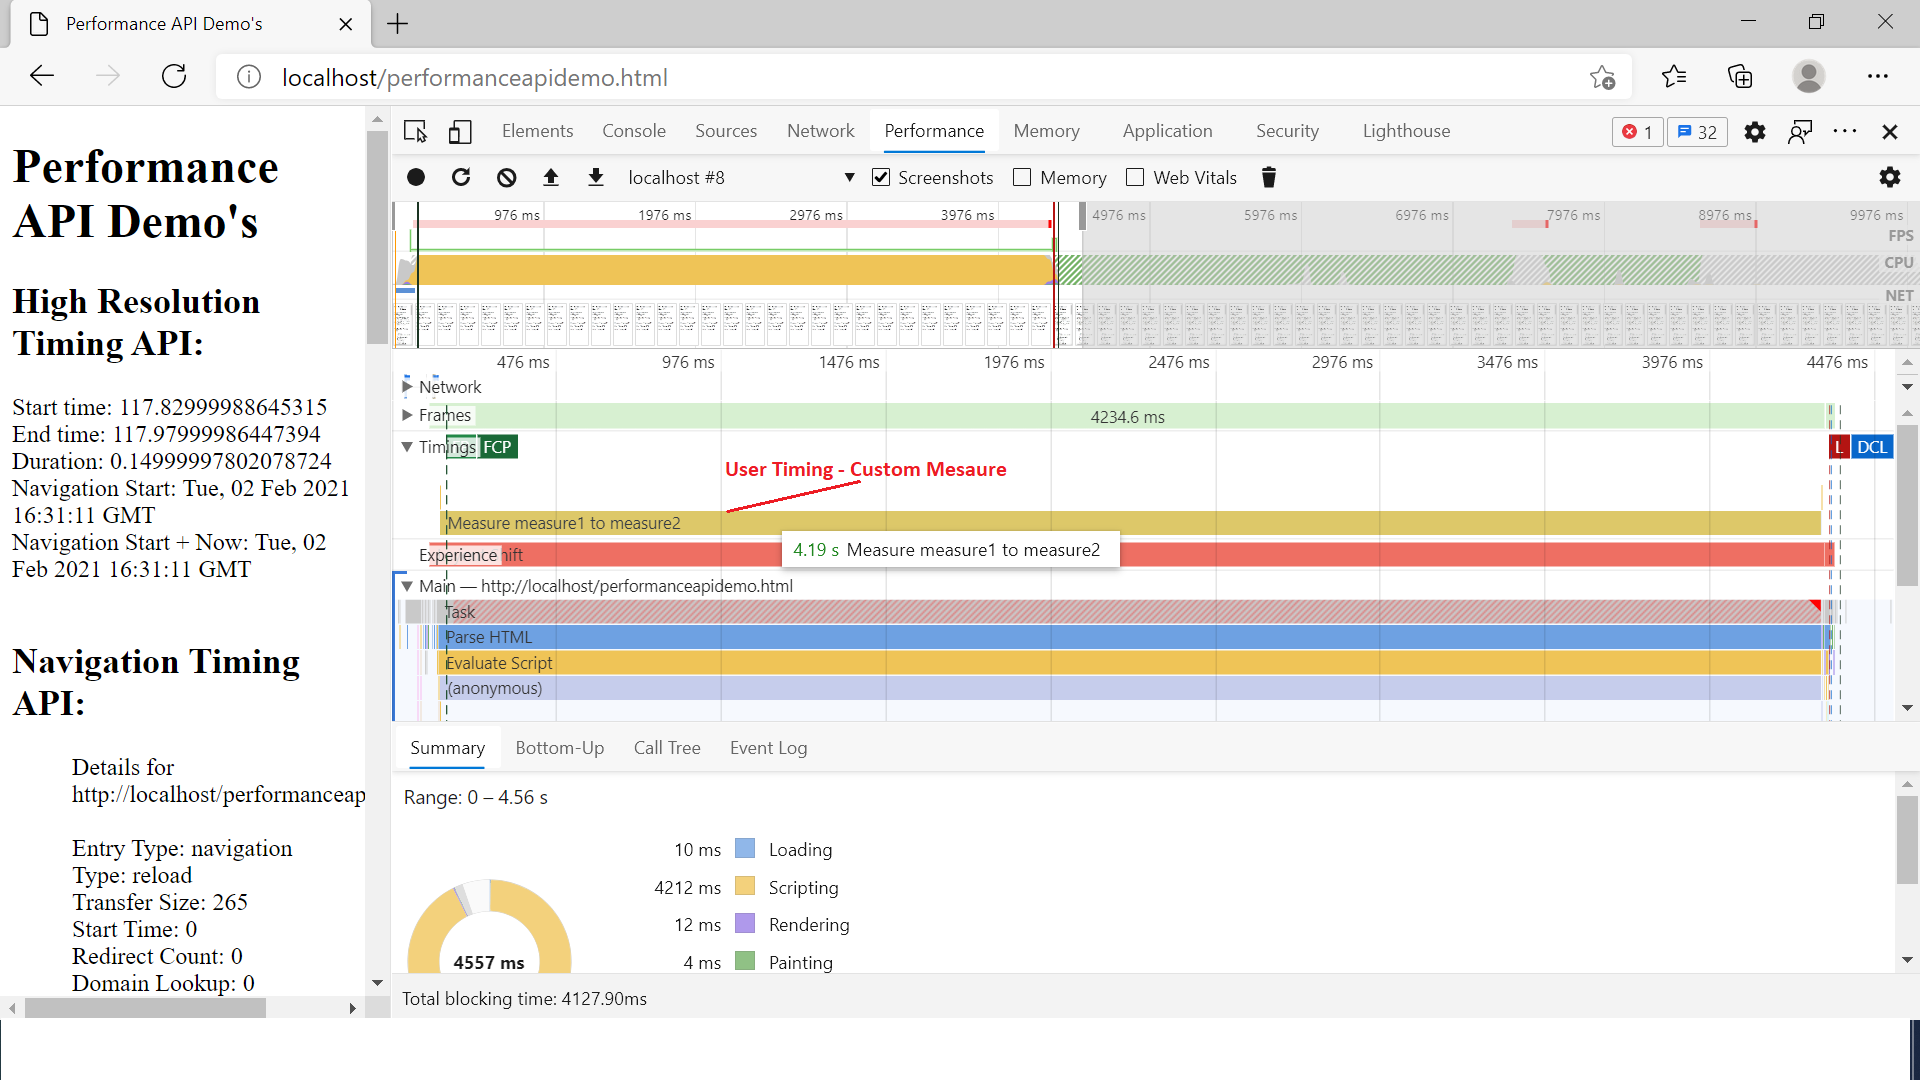 Performance API Demo's
localhost/performanceapidemo.html
Performance
API Demo's
High Resolution
Timing API:
Start time: 117.82999988645315
End time: 117.97999986447394
Duration: 0.14999997802078724
Navigation Start: Tue, 02 Feb 2021
16:31:11 GMT
Navigation Start + Now: Tue, 02
Feb 2021 16:31:11 GMT
Navigation Timing
API:
Details for
http://localhost/performanceap
Entry Type: navigation
Type: reload
Transfer Size: 265
Start Time: 0
Redirect Count: 0
Domain Lookup: 0
Elements Console Sources Network Performance Memory Application Security Lighthouse 1 32
localhost #8 Screenshots Memory Web Vitals
976 ms 1976 ms 2976 ms 3976 ms 4976 ms 5976 ms 6976 ms 7976 ms 8976 ms 9976 ms
FPS
CPU
NET
476 ms 976 ms 1476 ms 1976 ms 2476 ms 2976 ms 3476 ms 3976 ms 4476 ms
Network
Frames 4234.6 ms
Timings FCP L DCL
User Timing - Custom Mesaure
Measure measure1 to measure2
4.19 s Measure measure1 to measure2
Experience hift
Main — http://localhost/performanceapidemo.html
Task
Parse HTML
Evaluate Script
(anonymous)
Summary Bottom-Up Call Tree Event Log
Range: 0 – 4.56 s
10 ms Loading
4212 ms Scripting
12 ms Rendering
4 ms Painting
4557 ms
Total blocking time: 4127.90ms